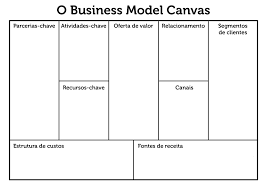 O Business Model Canvas
Parcerias-chave
Atividades-chave
Oferta de valor
Relacionamento
Segmentos
de clientes
Recursos-chave
Canais
Estrutura de custos
Fontes de receita